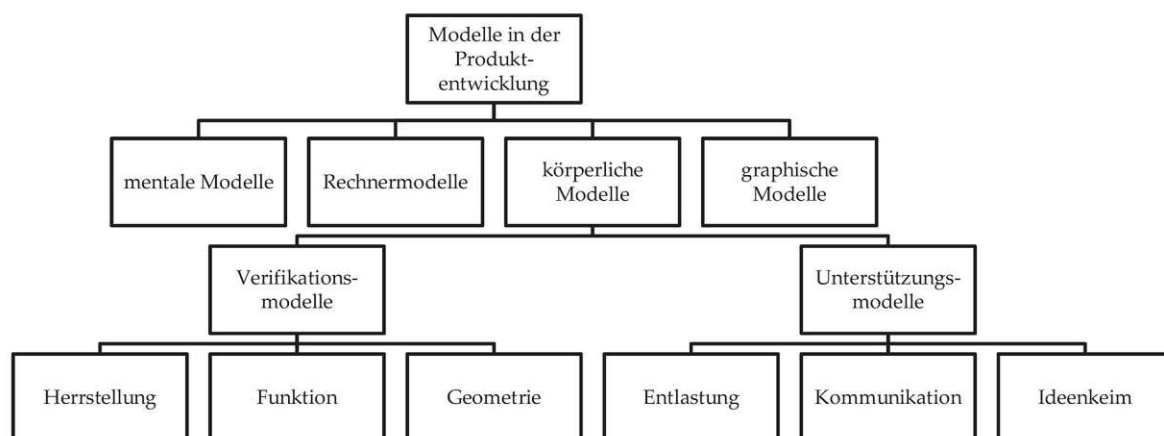 Modelle in der
Produkt-
entwicklung
mentale Modelle
Rechnermodelle
körperliche
Modelle
graphische
Modelle
Verifikations-
modelle
Unterstützungs-
modelle
Herrstellung
Funktion
Geometrie
Entlastung
Kommunikation
Ideenkeim